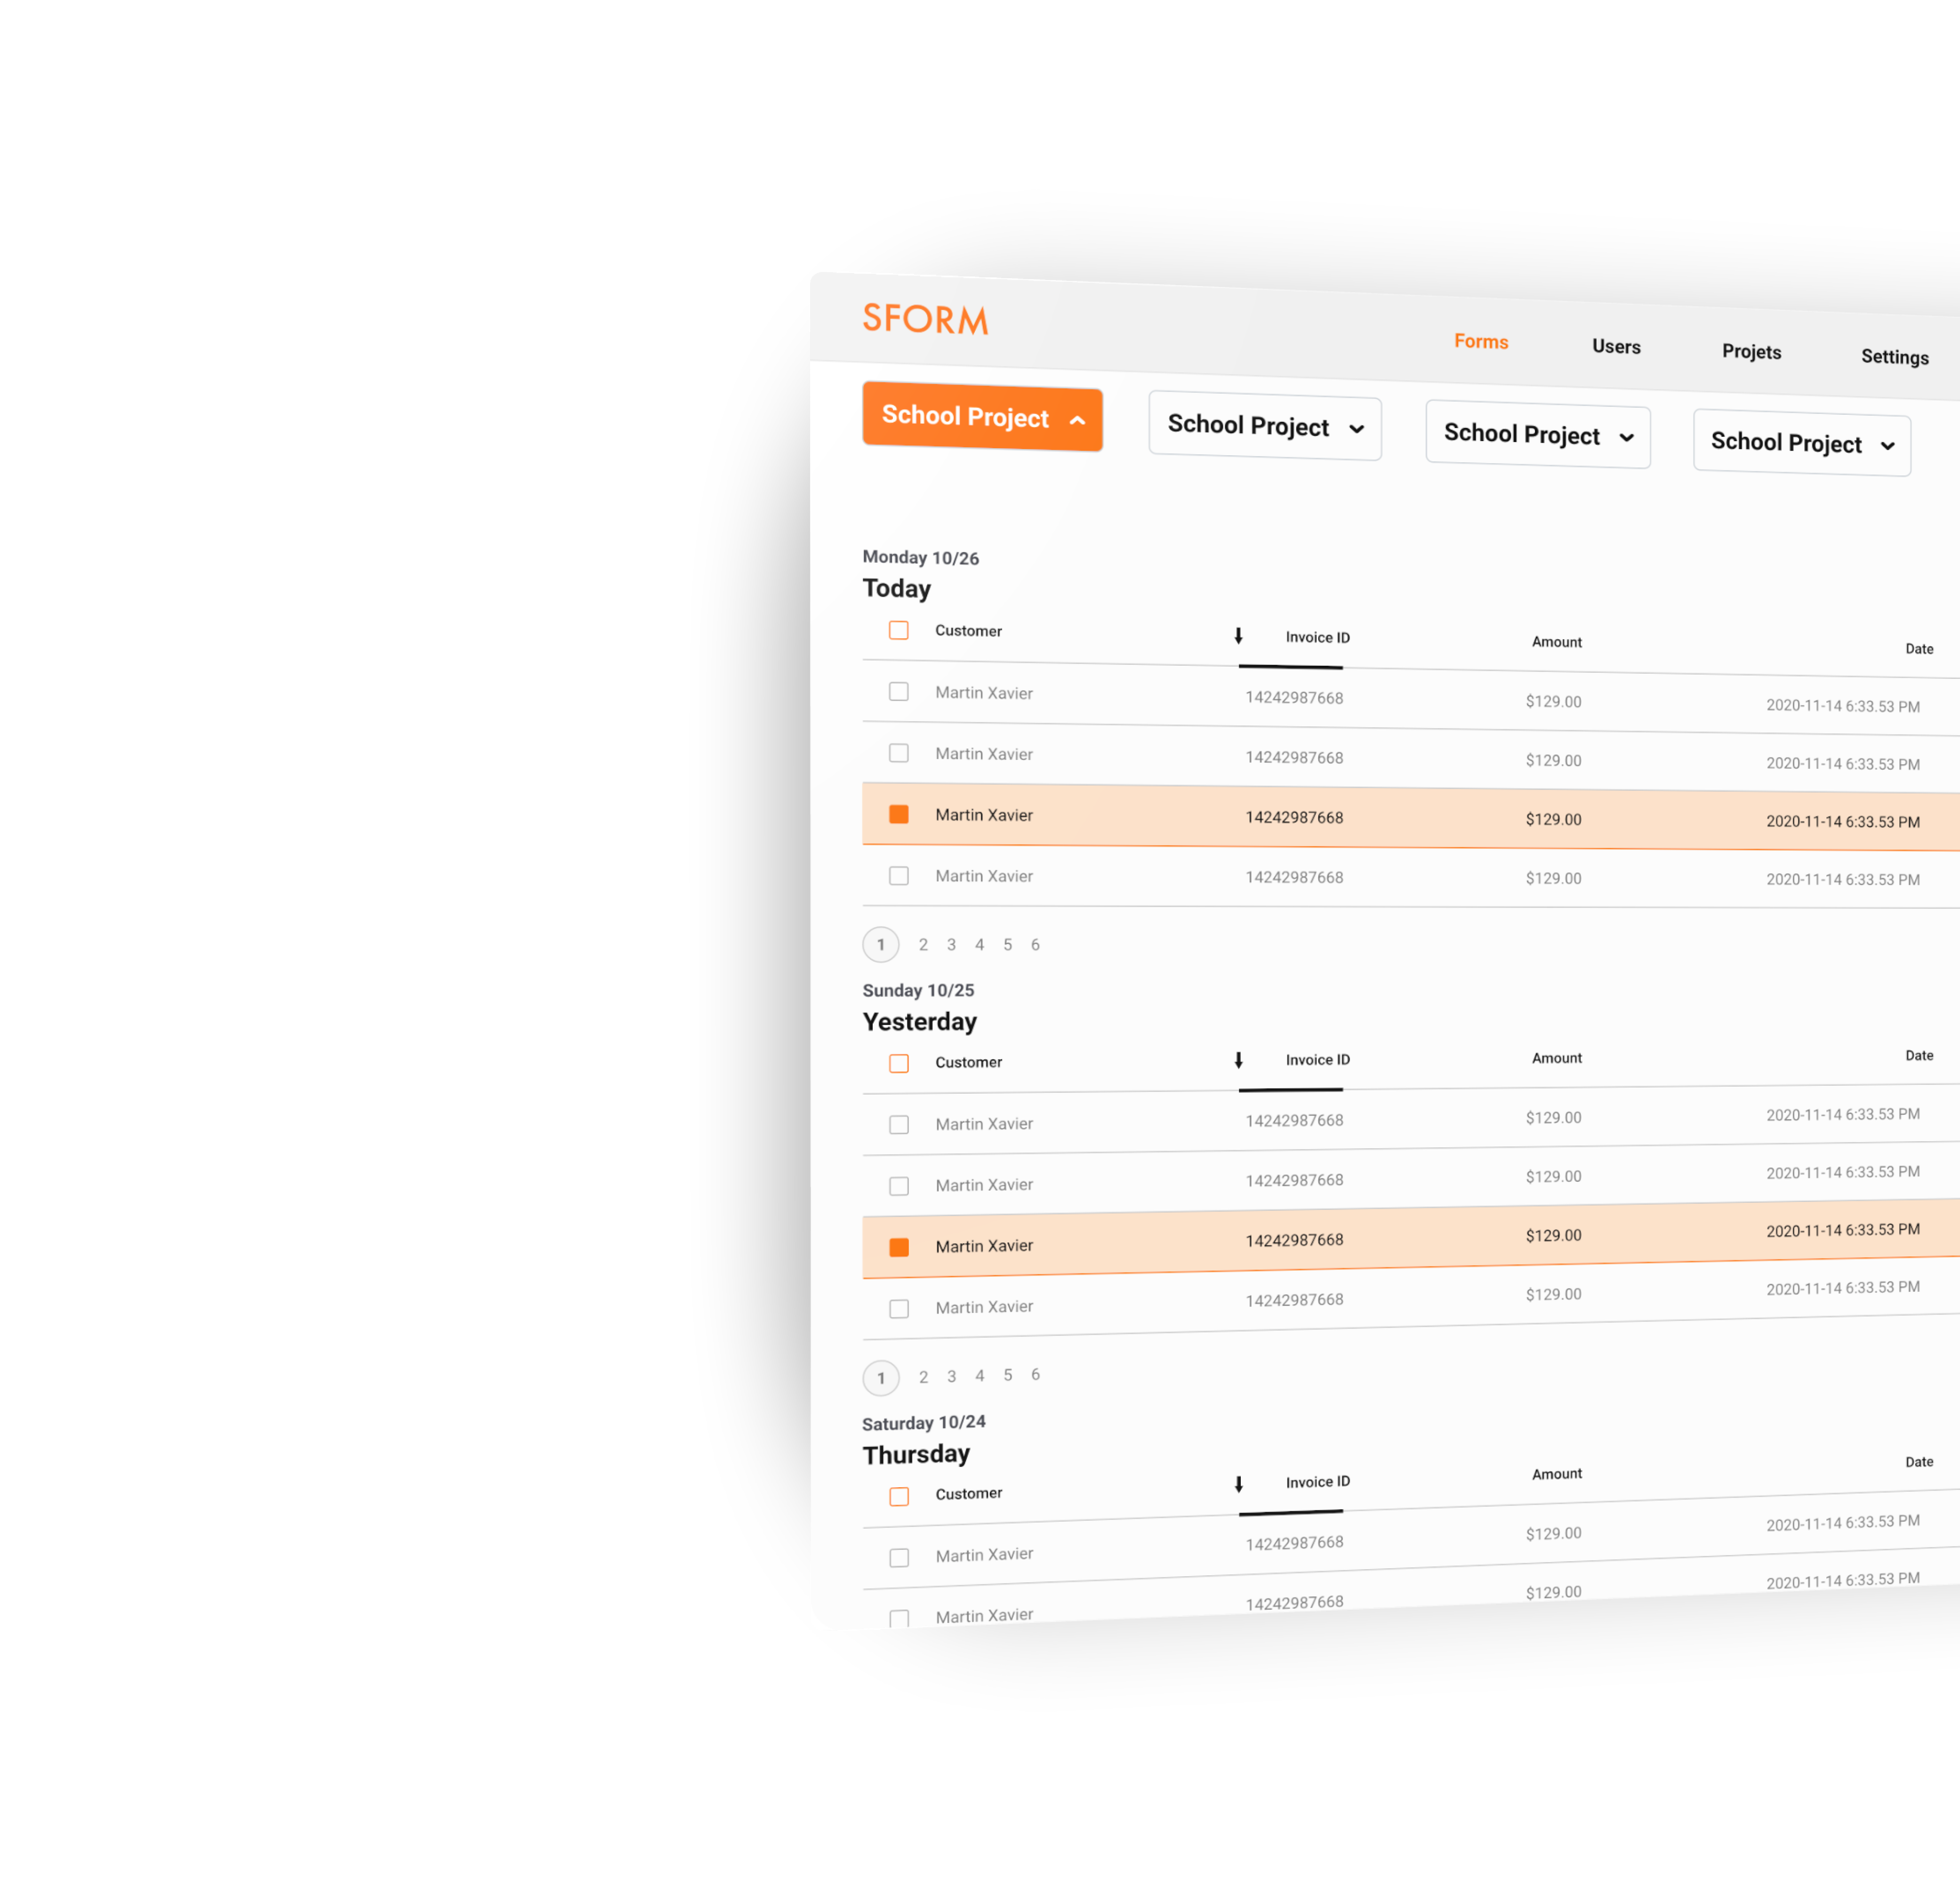 SFORM
Forms Users Projets Settings
School Project School Project School Project School Project
Monday 10/26
Today
Customer Invoice ID Amount Date
Martin Xavier 14242987668 $129.00 2020-11-14 6:33.53 PM
Martin Xavier 14242987668 $129.00 2020-11-14 6:33.53 PM
Martin Xavier 14242987668 $129.00 2020-11-14 6:33.53 PM
Martin Xavier 14242987668 $129.00 2020-11-14 6:33.53 PM
1 2 3 4 5 6
Sunday 10/25
Yesterday
Customer Invoice ID Amount Date
Martin Xavier 14242987668 $129.00 2020-11-14 6:33.53 PM
Martin Xavier 14242987668 $129.00 2020-11-14 6:33.53 PM
Martin Xavier 14242987668 $129.00 2020-11-14 6:33.53 PM
Martin Xavier 14242987668 $129.00 2020-11-14 6:33.53 PM
1 2 3 4 5 6
Saturday 10/24
Thursday
Customer Invoice ID Amount Date
Martin Xavier 14242987668 $129.00 2020-11-14 6:33.53 PM
Martin Xavier 14242987668 $129.00 2020-11-14 6:33.53 PM